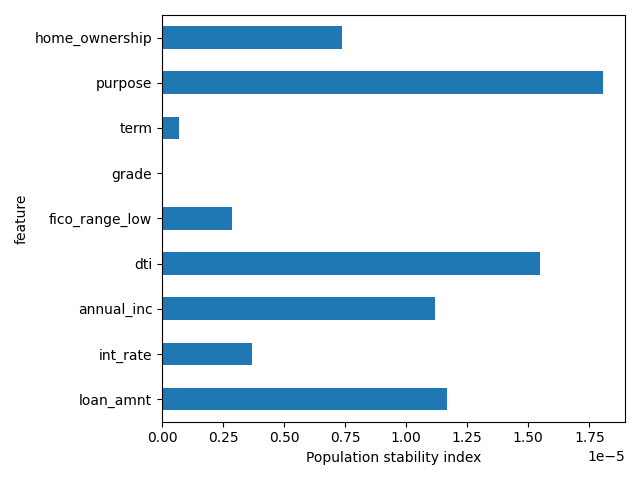 home_ownership
purpose
term
grade
fico_range_low
dti
annual_inc
int_rate
loan_amnt
feature
0.00 0.25 0.50 0.75 1.00 1.25 1.50 1.75
1e−5
Population stability index